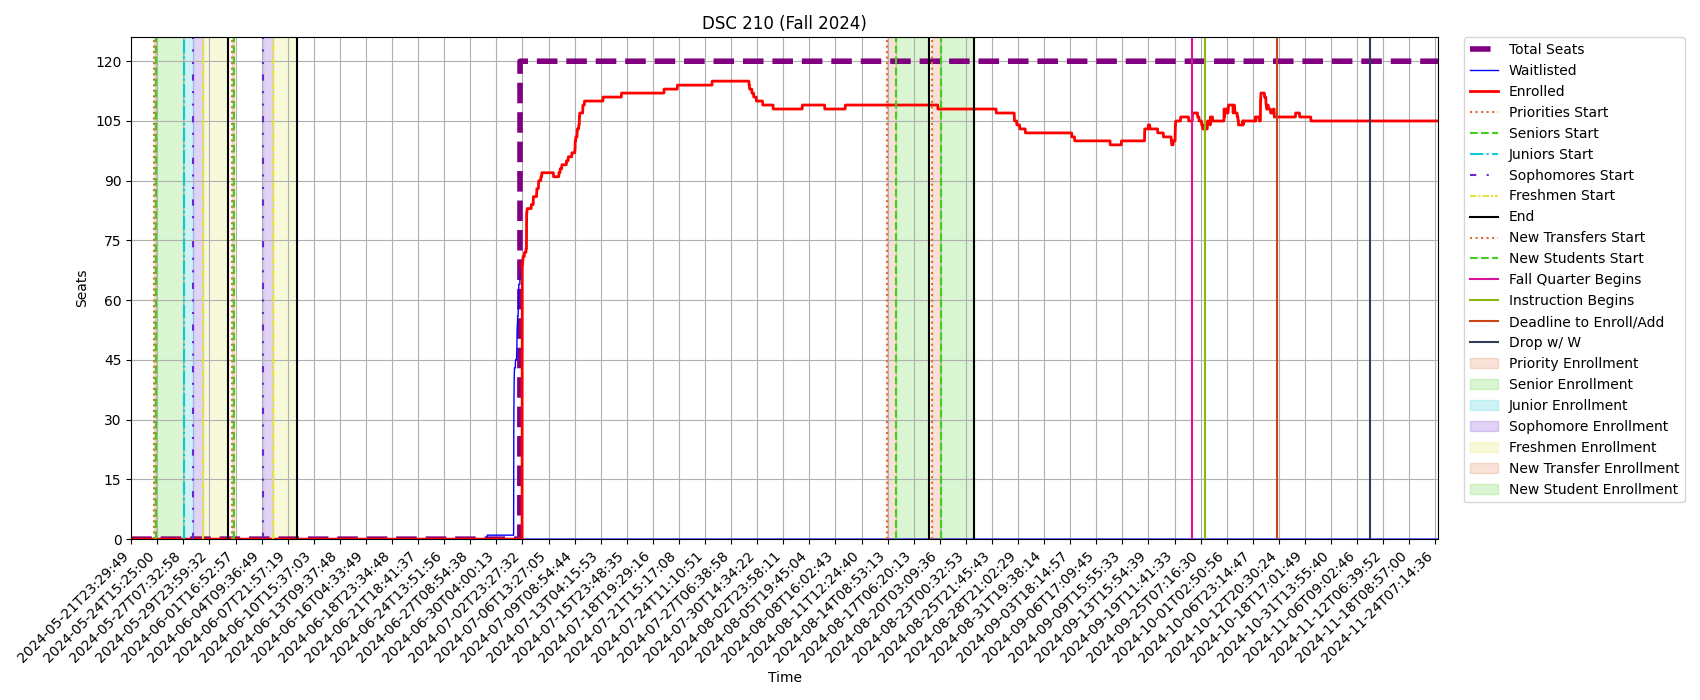 DSC 210 (Fall 2024)
Seats
120
105
90
75
60
45
30
15
0
2024-05-21T23:29:49
2024-05-24T15:25:00
2024-05-27T07:32:58
2024-05-29T23:59:32
2024-06-01T16:52:57
2024-06-04T09:36:49
2024-06-07T21:57:19
2024-06-10T15:37:03
2024-06-13T09:37:48
2024-06-16T04:33:49
2024-06-18T23:34:48
2024-06-21T18:41:37
2024-06-24T13:51:56
2024-06-27T08:54:38
2024-06-30T04:00:13
2024-07-02T23:27:32
2024-07-06T13:27:05
2024-07-09T08:54:44
2024-07-13T04:15:53
2024-07-15T23:48:35
2024-07-18T19:29:16
2024-07-21T15:17:08
2024-07-24T11:10:51
2024-07-27T06:38:58
2024-07-30T14:34:22
2024-08-02T23:58:11
2024-08-05T19:45:04
2024-08-08T16:02:43
2024-08-11T12:24:40
2024-08-14T08:53:13
2024-08-17T06:20:13
2024-08-20T03:09:36
2024-08-23T00:32:53
2024-08-25T21:45:43
2024-08-28T21:02:29
2024-08-31T19:38:14
2024-09-03T18:14:57
2024-09-06T17:09:45
2024-09-09T15:55:33
2024-09-13T15:54:39
2024-09-19T11:41:33
2024-09-25T07:16:30
2024-10-01T02:50:56
2024-10-06T23:14:47
2024-10-12T20:30:24
2024-10-18T17:01:49
2024-10-31T13:55:40
2024-11-06T09:02:46
2024-11-12T06:39:52
2024-11-18T08:57:00
2024-11-24T07:14:36
Time
Total Seats
Waitlisted
Enrolled
Priorities Start
Seniors Start
Juniors Start
Sophomores Start
Freshmen Start
End
New Transfers Start
New Students Start
Fall Quarter Begins
Instruction Begins
Deadline to Enroll/Add
Drop w/ W
Priority Enrollment
Senior Enrollment
Junior Enrollment
Sophomore Enrollment
Freshmen Enrollment
New Transfer Enrollment
New Student Enrollment